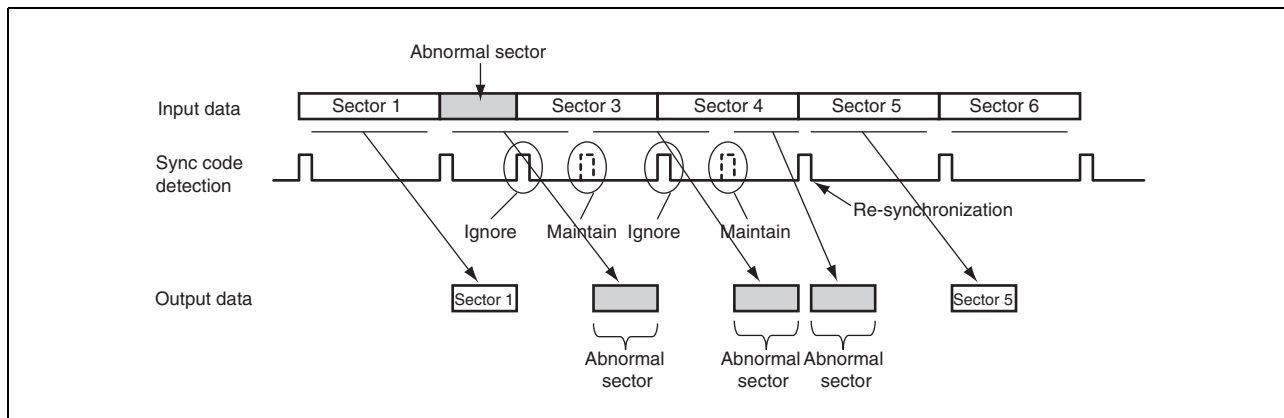 Abnormal sector
Input data
Sector 1
Sector 3
Sector 4
Sector 5
Sector 6
Sync code
detection
Re-synchronization
Ignore
Maintain
Ignore
Maintain
Output data
Sector 1
Sector 5
Abnormal
sector
Abnormal
sector
Abnormal
sector